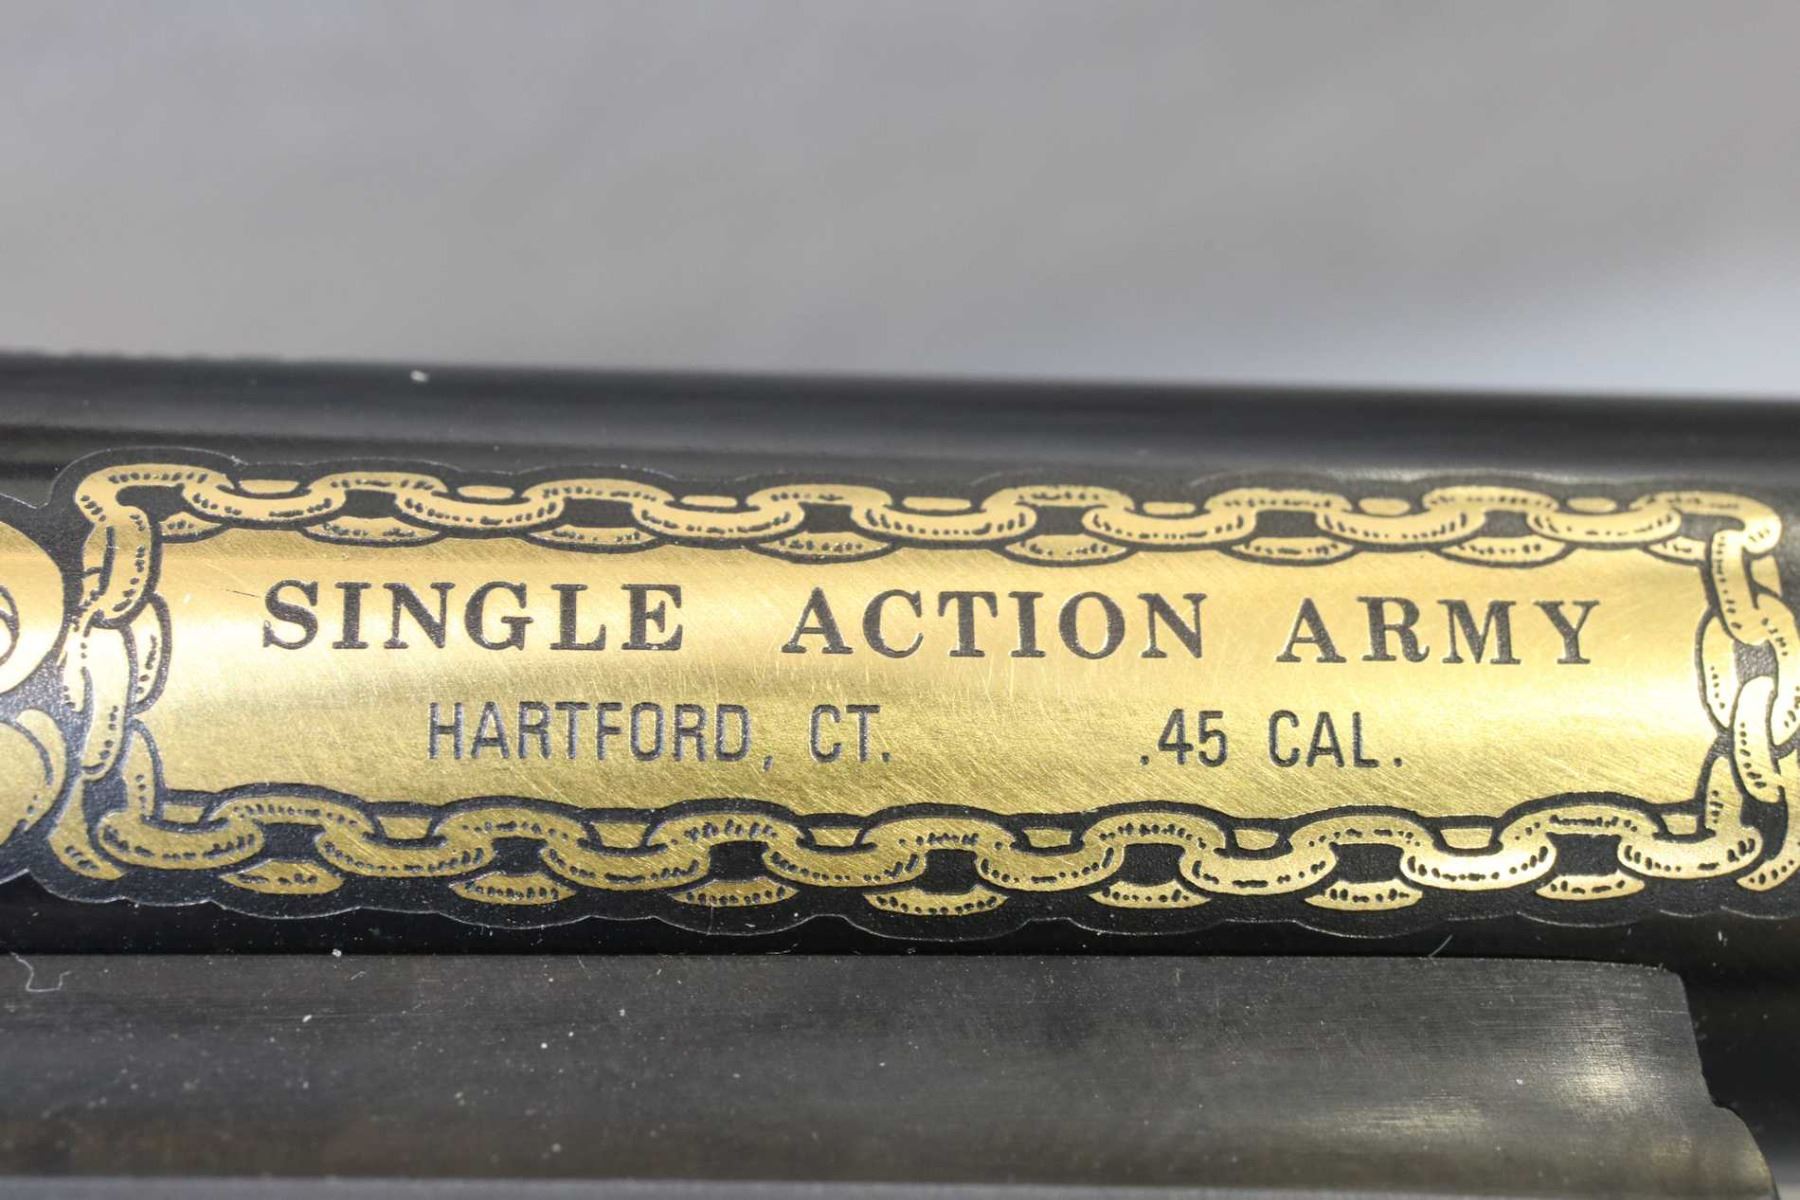 SINGLE ACTION ARMY
HARTFORD, CT. .45 CAL.